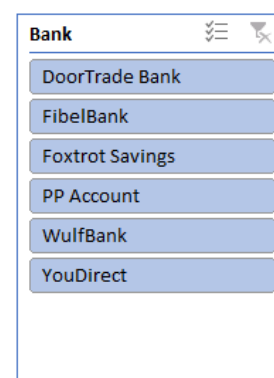 Bank
DoorTrade Bank
FibelBank
Foxtrot Savings
PP Account
WulfBank
YouDirect